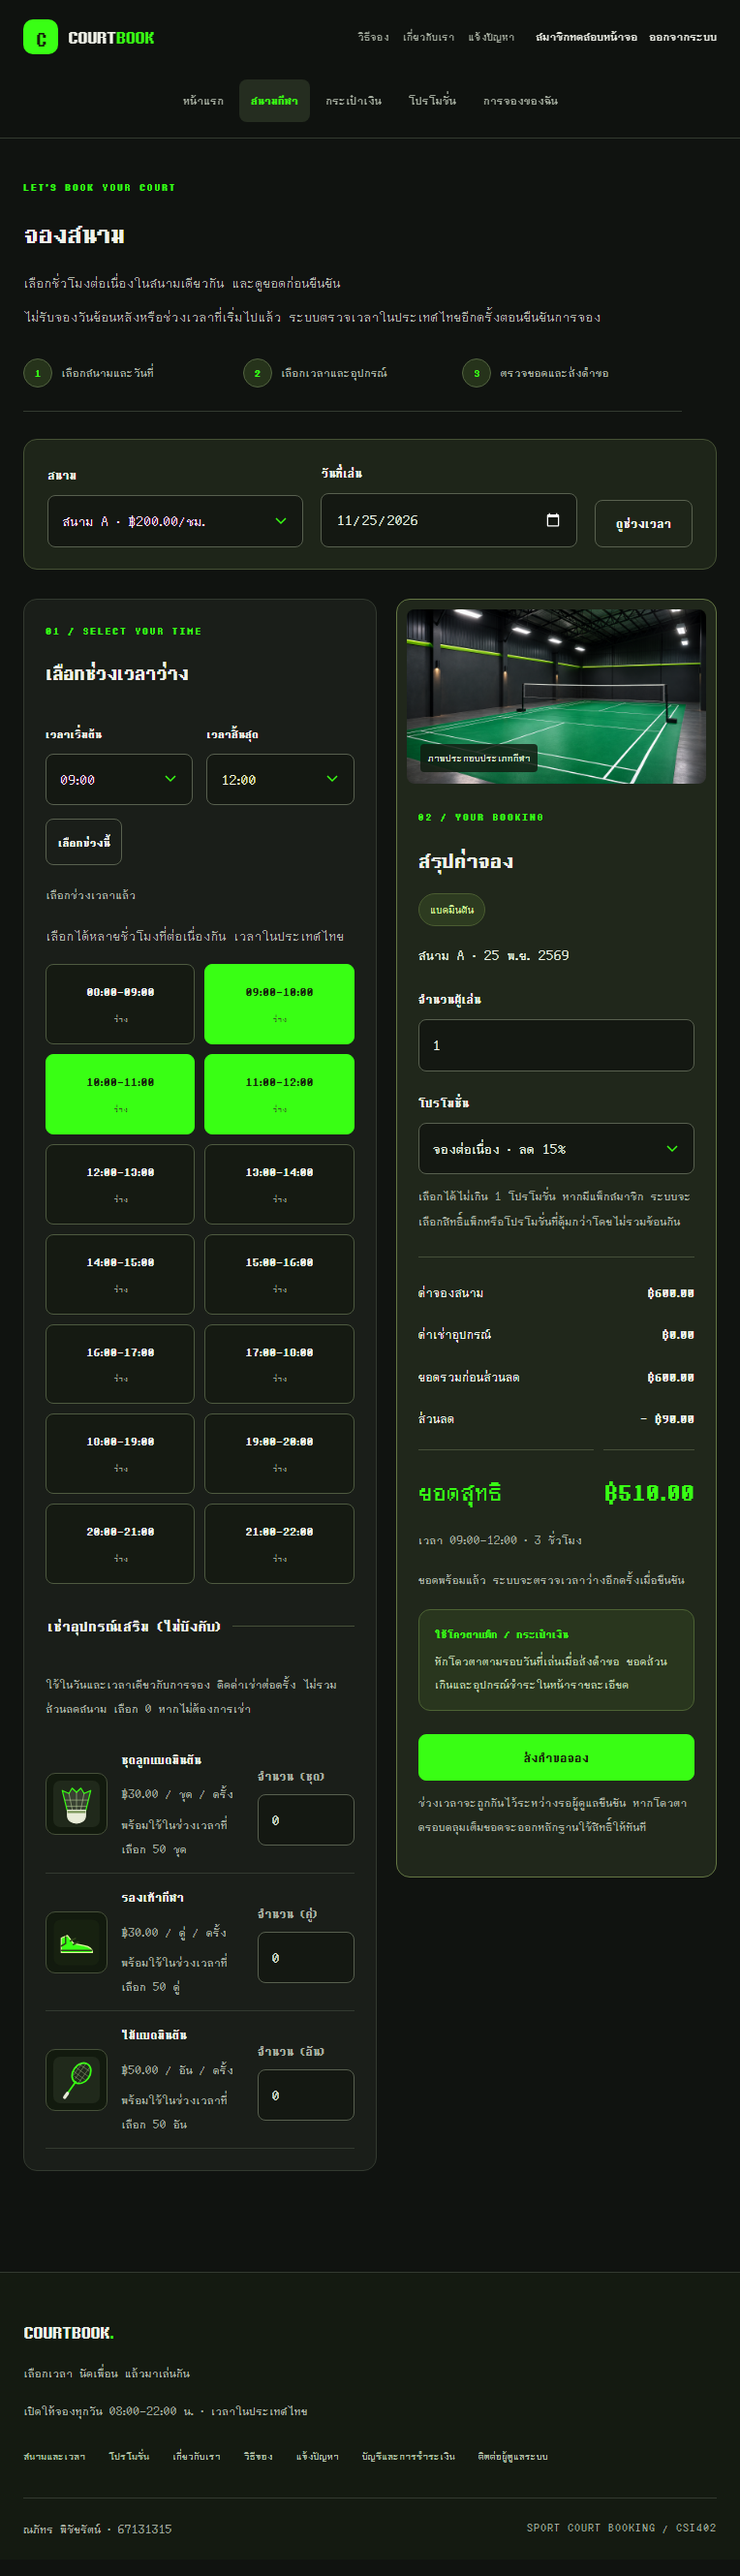 C COURTBOOK
วิธีจอง เกี่ยวกับเรา แจ้งปัญหา สมาชิกทดสอบหน้าจอ ออกจากระบบ
หน้าแรก สนามกีฬา กระเป๋าเงิน โปรโมชั่น การจองของฉัน
LET'S BOOK YOUR COURT
จองสนาม
เลือกชั่วโมงต่อเนื่องในสนามเดียวกัน และดูยอดก่อนยืนยัน
ไม่รับจองวันย้อนหลังหรือช่วงเวลาที่เริ่มไปแล้ว ระบบตรวจเวลาในประเทศไทยอีกครั้งตอนยืนยันการจอง
1 เลือกสนามและวันที่
2 เลือกเวลาและอุปกรณ์
3 ตรวจยอดและส่งคำขอ
สนาม
สนาม A · ฿200.00/ชม.
วันที่เล่น
11/25/2026
ดูช่วงเวลา
01 / SELECT YOUR TIME
เลือกช่วงเวลาว่าง
เวลาเริ่มต้น เวลาสิ้นสุด
09:00 12:00
เลือกช่วงนี้
เลือกช่วงเวลาแล้ว
เลือกได้หลายชั่วโมงที่ต่อเนื่องกัน เวลาในประเทศไทย
08:00–09:00 09:00–10:00
ว่าง ว่าง
10:00–11:00 11:00–12:00
ว่าง ว่าง
12:00–13:00 13:00–14:00
ว่าง ว่าง
14:00–15:00 15:00–16:00
ว่าง ว่าง
16:00–17:00 17:00–18:00
ว่าง ว่าง
18:00–19:00 19:00–20:00
ว่าง ว่าง
20:00–21:00 21:00–22:00
ว่าง ว่าง
เช่าอุปกรณ์เสริม (ไม่บังคับ)
ใช้ในวันและเวลาเดียวกับการจอง คิดค่าเช่าต่อครั้ง ไม่รวม
ส่วนลดสนาม เลือก 0 หากไม่ต้องการเช่า
ชุดลูกแบดมินตัน
฿30.00 / ชุด / ครั้ง
พร้อมใช้ในช่วงเวลาที่
เลือก 50 ชุด
จำนวน (ชุด)
0
รองเท้ากีฬา
฿30.00 / คู่ / ครั้ง
พร้อมใช้ในช่วงเวลาที่
เลือก 50 คู่
จำนวน (คู่)
0
ไม้แบดมินตัน
฿50.00 / อัน / ครั้ง
พร้อมใช้ในช่วงเวลาที่
เลือก 50 อัน
จำนวน (อัน)
0
ภาพประกอบประเภทกีฬา
02 / YOUR BOOKING
สรุปค่าจอง
แบดมินตัน
สนาม A · 25 พ.ย. 2569
จำนวนผู้เล่น
1
โปรโมชั่น
จองต่อเนื่อง · ลด 15%
เลือกได้ไม่เกิน 1 โปรโมชั่น หากมีแพ็กสมาชิก ระบบจะ
เลือกสิทธิ์แพ็กหรือโปรโมชั่นที่คุ้มกว่าโดยไม่รวมซ้อนกัน
ค่าจองสนาม ฿600.00
ค่าเช่าอุปกรณ์ ฿0.00
ยอดรวมก่อนส่วนลด ฿600.00
ส่วนลด − ฿90.00
ยอดสุทธิ ฿510.00
เวลา 09:00–12:00 · 3 ชั่วโมง
ยอดพร้อมแล้ว ระบบจะตรวจเวลาว่างอีกครั้งเมื่อยืนยัน
ใช้โควตาแพ็ก / กระเป๋าเงิน
หักโควตาตามรอบวันที่เล่นเมื่อส่งคำขอ ยอดส่วน
เกินและอุปกรณ์ชำระในหน้ารายละเอียด
ส่งคำขอจอง
ช่วงเวลาจะถูกกันไว้ระหว่างรอผู้ดูแลยืนยัน หากโควตา
ครอบคลุมเต็มยอดจะออกหลักฐานใช้สิทธิ์ให้ทันที
COURTBOOK.
เลือกเวลา นัดเพื่อน แล้วมาเล่นกัน
เปิดให้จองทุกวัน 08:00–22:00 น. · เวลาในประเทศไทย
สนามและเวลา โปรโมชั่น เกี่ยวกับเรา วิธีจอง แจ้งปัญหา บัญชีและการชำระเงิน ติดต่อผู้ดูแลระบบ
ณภัทร พิรัชรัตน์ · 67131315
SPORT COURT BOOKING / CSI402